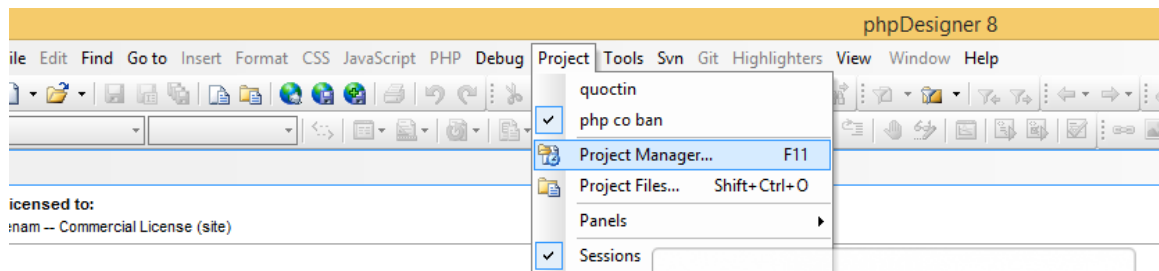 phpDesigner 8
ile Edit Find Go to Insert Format CSS JavaScript PHP Debug Project Tools Svn Git Highlighters View Window Help
quoctin
php co ban
Project Manager... F11
Project Files... Shift+Ctrl+O
Panels
Sessions
icensed to:
enam -- Commercial License (site)